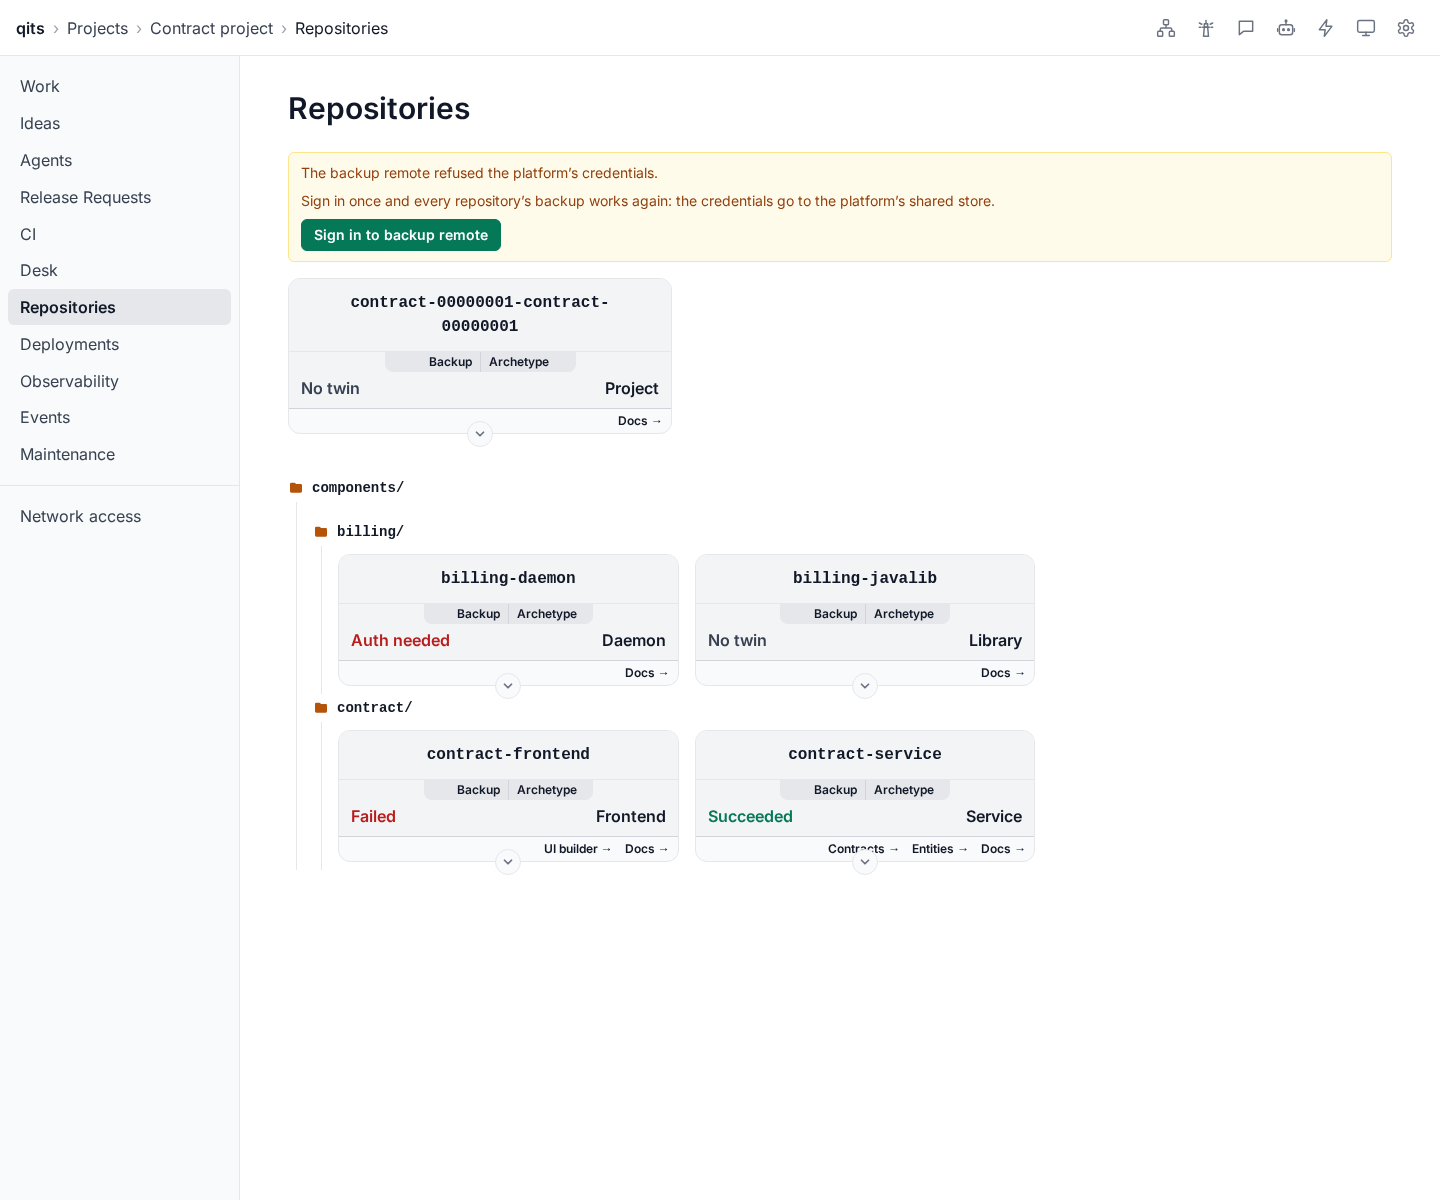 qits › Projects › Contract project › Repositories
Work
Ideas
Agents
Release Requests
CI
Desk
Repositories
Deployments
Observability
Events
Maintenance
Network access
Repositories
The backup remote refused the platform’s credentials.
Sign in once and every repository’s backup works again: the credentials go to the platform’s shared store.
Sign in to backup remote
contract-00000001-contract-
00000001
Backup Archetype
No twin Project
Docs →
components/
billing/
billing-daemon
Backup Archetype
Auth needed Daemon
Docs →
billing-javalib
Backup Archetype
No twin Library
Docs →
contract/
contract-frontend
Backup Archetype
Failed Frontend
UI builder → Docs →
contract-service
Backup Archetype
Succeeded Service
Contracts → Entities → Docs →